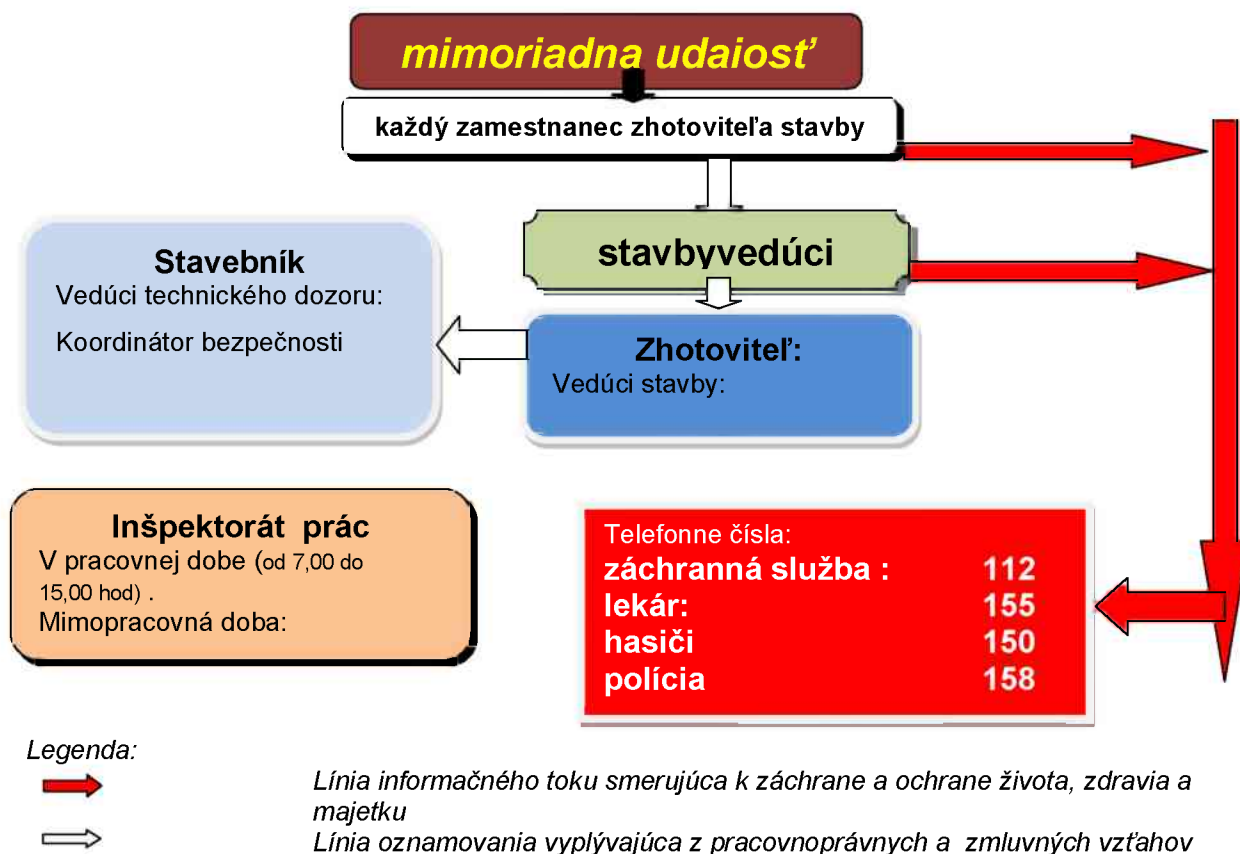 mimoriadna udaiosť
každý zamestnanec zhotoviteľa stavby
stavbyvedúci
Stavebník
Vedúci technického dozoru:
Koordinátor bezpečnosti
Zhotoviteľ:
Vedúci stavby:
Inšpektorát prác
V pracovnej dobe (od 7,00 do
15,00 hod) .
Mimopracovná doba:
Telefonne čísla:
záchranná služba : 112
lekár: 155
hasiči 150
polícia 158
Legenda:
Línia informačného toku smerujúca k záchrane a ochrane života, zdravia a
majetku
Línia oznamovania vyplývajúca z pracovnoprávnych a zmluvných vzťahov